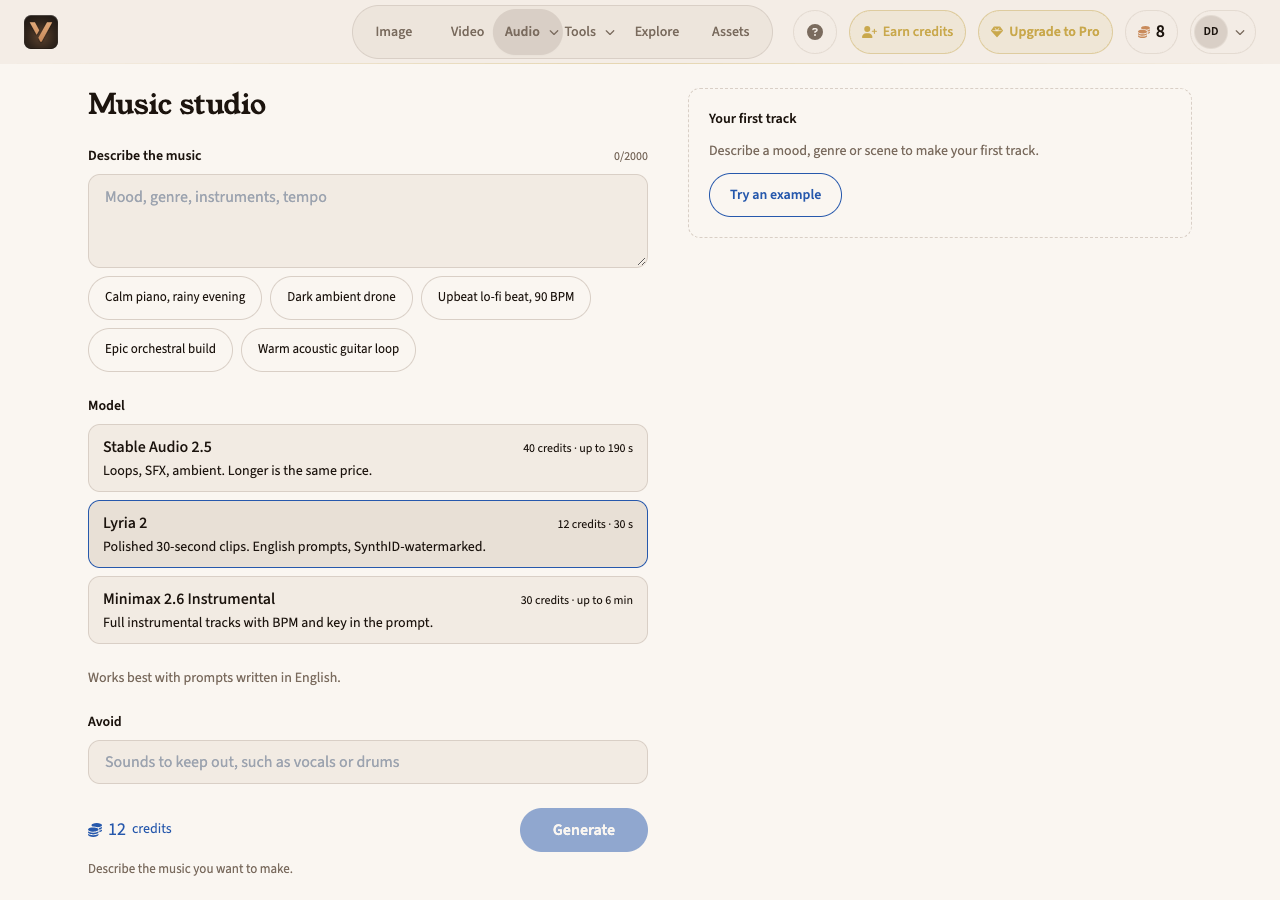 Image
Video
Audio
Tools
Explore
Assets
?
Earn credits
Upgrade to Pro
8
DD
Music studio
Describe the music
0/2000
Mood, genre, instruments, tempo
Calm piano, rainy evening
Dark ambient drone
Upbeat lo-fi beat, 90 BPM
Epic orchestral build
Warm acoustic guitar loop
Model
Stable Audio 2.5
40 credits · up to 190 s
Loops, SFX, ambient. Longer is the same price.
Lyria 2
12 credits · 30 s
Polished 30-second clips. English prompts, SynthID-watermarked.
Minimax 2.6 Instrumental
30 credits · up to 6 min
Full instrumental tracks with BPM and key in the prompt.
Works best with prompts written in English.
Avoid
Sounds to keep out, such as vocals or drums
12 credits
Generate
Describe the music you want to make.
Your first track
Describe a mood, genre or scene to make your first track.
Try an example